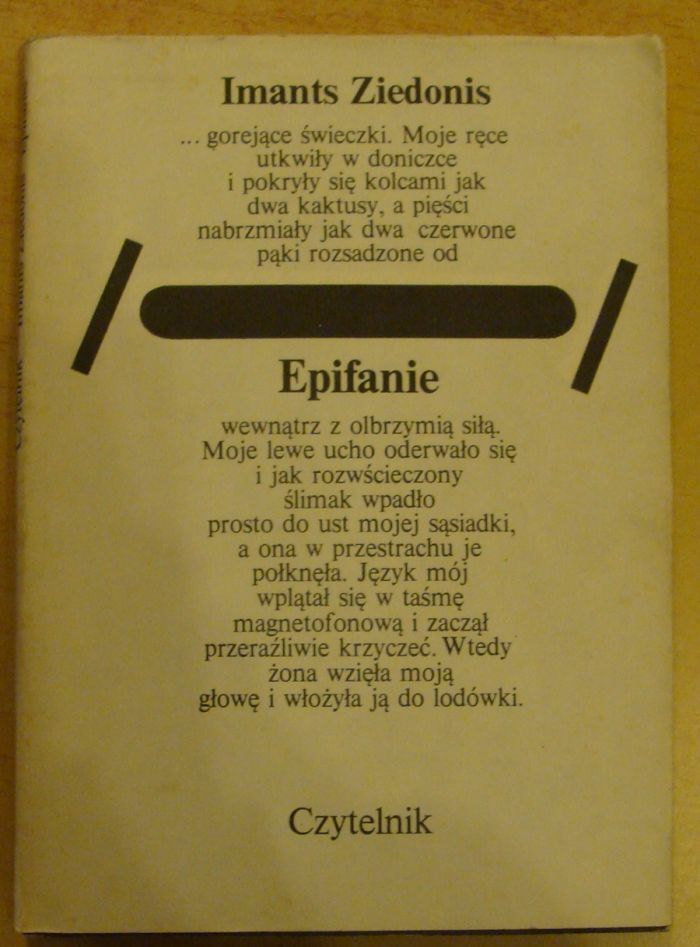 Imants Ziedonis
... gorejące świeczki. Moje ręce
utkwiły w doniczce
i pokryły się kolcami jak
dwa kaktusy, a pięści
nabrzmiały jak dwa czerwone
pąki rozsadzone od
Epifanie
wewnątrz z olbrzymią siłą.
Moje lewe ucho oderwało się
i jak rozwścieczony
ślimak wpadło
prosto do ust mojej sąsiadki,
a ona w przestrachu je
połknęła. Język mój
wplątał się w taśmę
magnetofonową i zaczął
przeraźliwie krzyczeć. Wtedy
żona wzięła moją
głowę i włożyła ją do lodówki.
Czytelnik
Czytelnik Imants Ziedonis